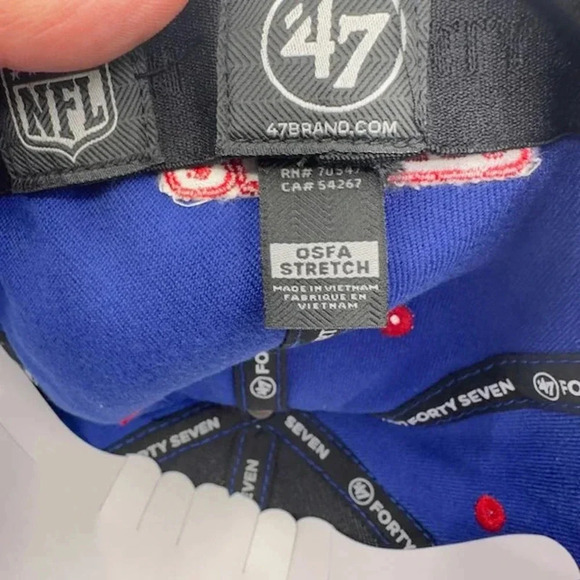 NFL
'47
47BRAND.COM
RN# 70547
CA# 54267
OSFA
STRETCH
MADE IN VIETNAM
FABRIQUE EN
VIETNAM
FORTY SEVEN
47 FORTY
47 FORTY SEVEN
FORTY SEVEN
SEVEN
SEVEN
47 FORTY
47